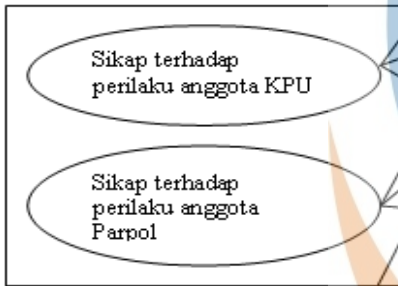 Sikap terhadap
perilaku anggota KPU
Sikap terhadap
perilaku anggota
Parpol